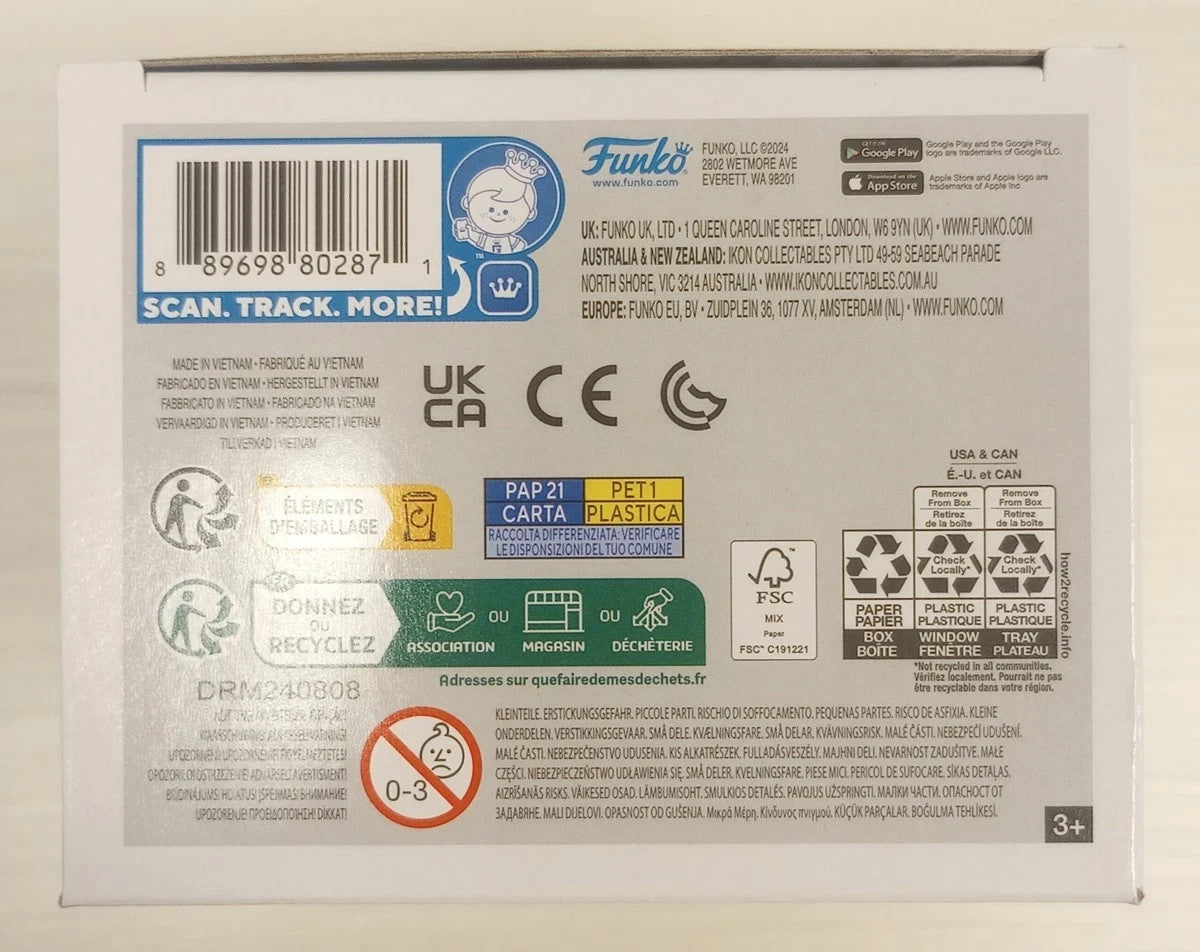 8 89698 80287 1
SCAN. TRACK. MORE!
™
Funko®
www.funko.com
FUNKO, LLC ©2024
2802 WETMORE AVE
EVERETT, WA 98201
GET IT ON
Google Play
Google Play and the Google Play
logo are trademarks of Google LLC.
Download on the
App Store
Apple Store and Apple logo are
trademarks of Apple Inc
UK: FUNKO UK, LTD • 1 QUEEN CAROLINE STREET, LONDON, W6 9YN (UK) • WWW.FUNKO.COM
AUSTRALIA & NEW ZEALAND: IKON COLLECTABLES PTY LTD 49-59 SEABEACH PARADE
NORTH SHORE, VIC 3214 AUSTRALIA • WWW.IKONCOLLECTABLES.COM.AU
EUROPE: FUNKO EU, BV • ZUIDPLEIN 36, 1077 XV, AMSTERDAM (NL) • WWW.FUNKO.COM
MADE IN VIETNAM • FABRIQUÉ AU VIETNAM
FABRICADO EN VIETNAM • HERGESTELLT IN VIETNAM
FABBRICATO IN VIETNAM • FABRICADO NA VIETNAM
VERVAARDIGD IN VIETNAM • PRODUCERET I VIETNAM
TILLVERKAD I VIETNAM
UK
CA
CE
ÉLÉMENTS
D'EMBALLAGE
PAP 21
CARTA
PET 1
PLASTICA
RACCOLTA DIFFERENZIATA: VERIFICARE
LE DISPONSIZIONI DEL TUO COMUNE
DONNEZ
OU
RECYCLEZ
ASSOCIATION
OU
MAGASIN
OU
DÉCHÈTERIE
Adresses sur quefairedemesdechets.fr
FSC
MIX
Paper
FSC™ C191221
USA & CAN
É.-U. et CAN
Remove
From Box
Retirez
de la boîte
Remove
From Box
Retirez
de la boîte
Check
Locally*
Check
Locally*
PAPER
PAPIER
PLASTIC
PLASTIQUE
PLASTIC
PLASTIQUE
BOX
BOÎTE
WINDOW
FENÊTRE
TRAY
PLATEAU
how2recycle.info
*Not recycled in all communities.
Vérifiez localement. Pourrait ne pas
être recyclable dans votre région.
DRM240808
0-3
KLEINTEILE. ERSTICKUNGSGEFAHR. PICCOLE PARTI. RISCHIO DI SOFFOCAMENTO. PEQUENAS PARTES. RISCO DE ASFIXIA. KLEINE
ONDERDELEN. VERSTIKKINGSGEVAAR. SMÅ DELE. KVÆLNINGSFARE. SMÅ DELAR. KVÄVNINGSRISK. MALÉ ČÁSTI. NEBEZPEČÍ UDUŠENÍ.
MALÉ ČASTI. NEBEZPEČENSTVO UDUSENIA. KIS ALKATRÉSZEK. FULLADÁSVESZÉLY. MAJHNI DELI. NEVARNOST ZADUŠITVE. MAŁE
CZĘŚCI. NIEBEZPIECZEŃSTWO UDŁAWIENIA SIĘ. SMÅ DELER. KVELNINGSFARE. PIESE MICI. PERICOL DE SUFOCARE. SĪKAS DETAĻAS.
AIZRĪŠANĀS RISKS. VÄIKESED OSAD. LÄMBUMISOHT. SMULKIOS DETALĖS. PAVOJUS UŽSPRINGTI. МАЛКИ ЧАСТИ. ОПАСНОСТ ОТ
ЗАДАВЯНЕ. MALI DIJELOVI. OPASNOST OD GUŠENJA. Μικρά Μέρη. Κίνδυνος πνιγμού. KÜÇÜK PARÇALAR. BOĞULMA TEHLİKESİ.
3+